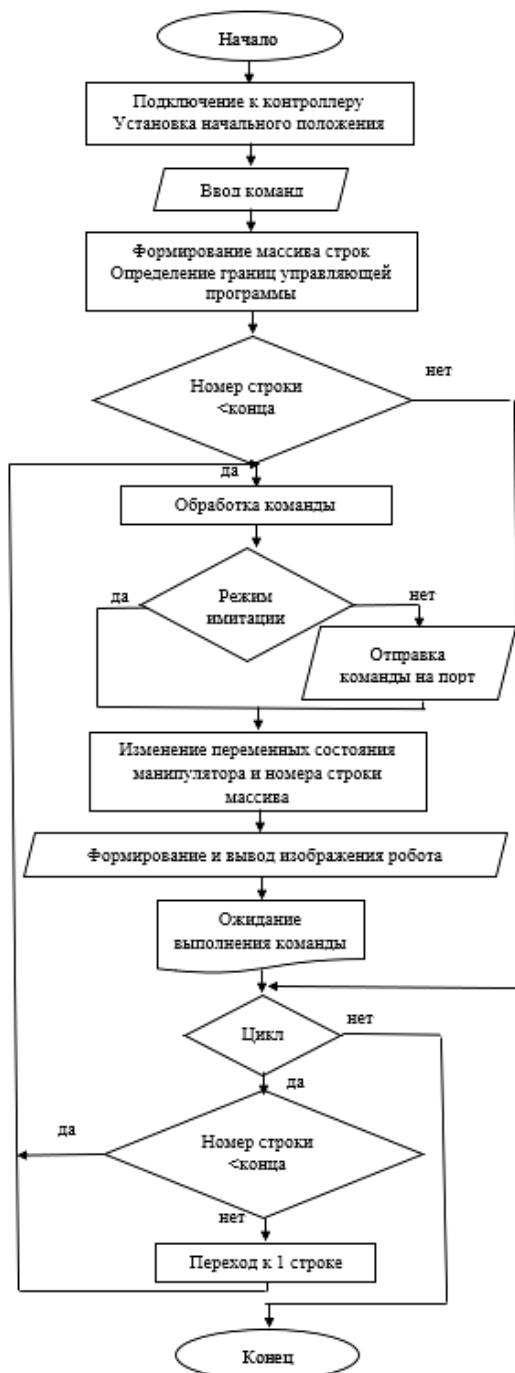 Начало
Подключение к контроллеру
Установка начального положения
Ввод команд
Формирование массива строк
Определение границ управляющей
программы
нет
Номер строки
<конца
да
Обработка команды
да
Режим
имитации
нет
Отправка
команды на порт
Изменение переменных состояния
манипулятора и номера строки
массива
Формирование и вывод изображения робота
Ожидание
выполнения команды
Цикл
нет
да
да
Номер строки
<конца
нет
Переход к 1 строке
Конец